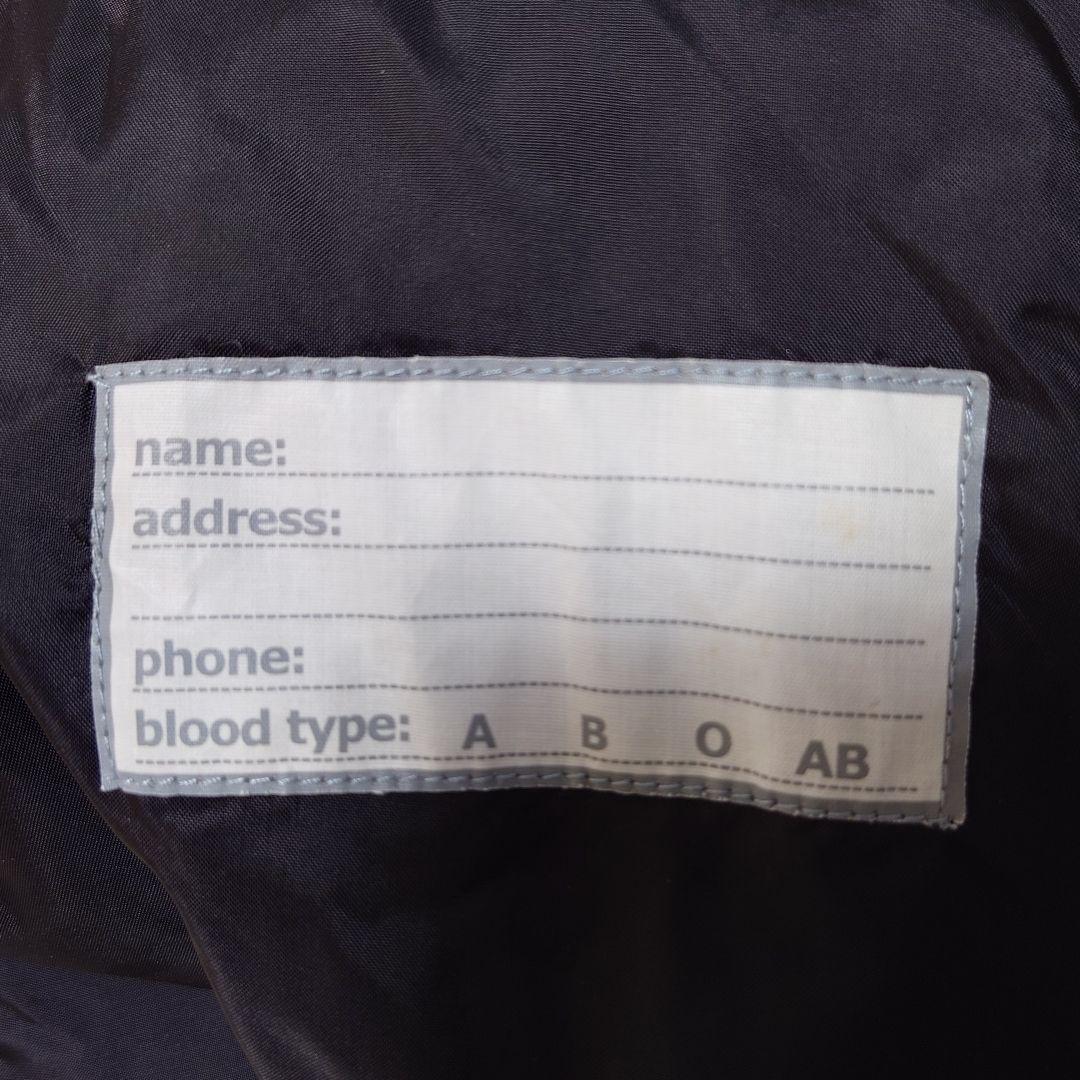 name:
address:
phone:
blood type: A B O AB